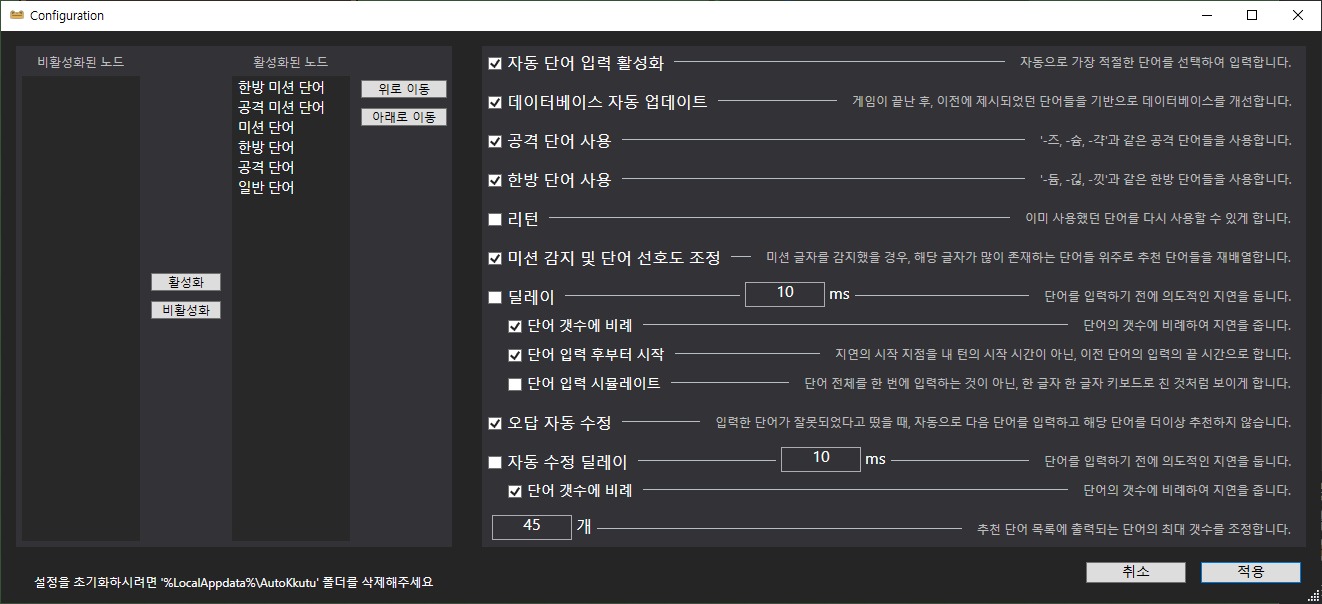 Configuration
비활성화된 노드
활성화
비활성화
활성화된 노드
한방 미션 단어
공격 미션 단어
미션 단어
한방 단어
공격 단어
일반 단어
위로 이동
아래로 이동
자동 단어 입력 활성화 자동으로 가장 적절한 단어를 선택하여 입력합니다.
데이터베이스 자동 업데이트 게임이 끝난 후, 이전에 제시되었던 단어들을 기반으로 데이터베이스를 개선합니다.
공격 단어 사용 '-즈, -슘, -갹'과 같은 공격 단어들을 사용합니다.
한방 단어 사용 '-듐, -긶, -낏'과 같은 한방 단어들을 사용합니다.
리턴 이미 사용했던 단어를 다시 사용할 수 있게 합니다.
미션 감지 및 단어 선호도 조정 미션 글자를 감지했을 경우, 해당 글자가 많이 존재하는 단어들 위주로 추천 단어들을 재배열합니다.
딜레이 10 ms 단어를 입력하기 전에 의도적인 지연을 둡니다.
단어 갯수에 비례 단어의 갯수에 비례하여 지연을 줍니다.
단어 입력 후부터 시작 지연의 시작 지점을 내 턴의 시작 시간이 아닌, 이전 단어의 입력의 끝 시간으로 합니다.
단어 입력 시뮬레이트 단어 전체를 한 번에 입력하는 것이 아닌, 한 글자 한 글자 키보드로 친 것처럼 보이게 합니다.
오답 자동 수정 입력한 단어가 잘못되었다고 떴을 때, 자동으로 다음 단어를 입력하고 해당 단어를 더이상 추천하지 않습니다.
자동 수정 딜레이 10 ms 단어를 입력하기 전에 의도적인 지연을 둡니다.
단어 갯수에 비례 단어의 갯수에 비례하여 지연을 줍니다.
45 개 추천 단어 목록에 출력되는 단어의 최대 갯수를 조정합니다.
설정을 초기화하시려면 '%LocalAppdata%\AutoKkutu' 폴더를 삭제해주세요
취소
적용